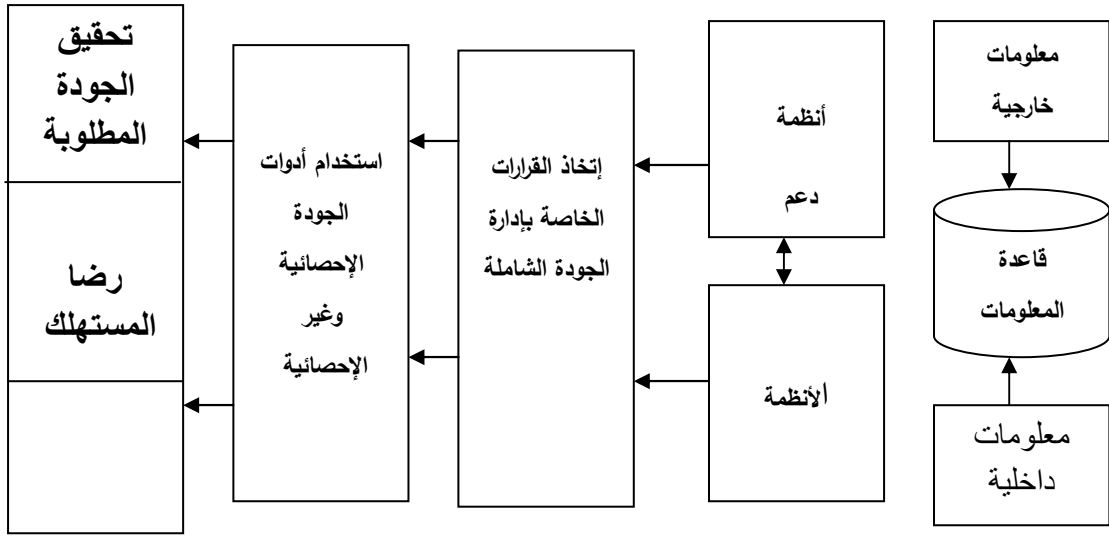 معلومات
خارجية
قاعدة
المعلومات
معلومات
داخلية
أنظمة
دعم
الأنظمة
إتخاذ القرارات
الخاصة بإدارة
الجودة الشاملة
استخدام أدوات
الجودة
الإحصائية
وغير
الإحصائية
تحقيق
الجودة
المطلوبة
رضا
المستهلك